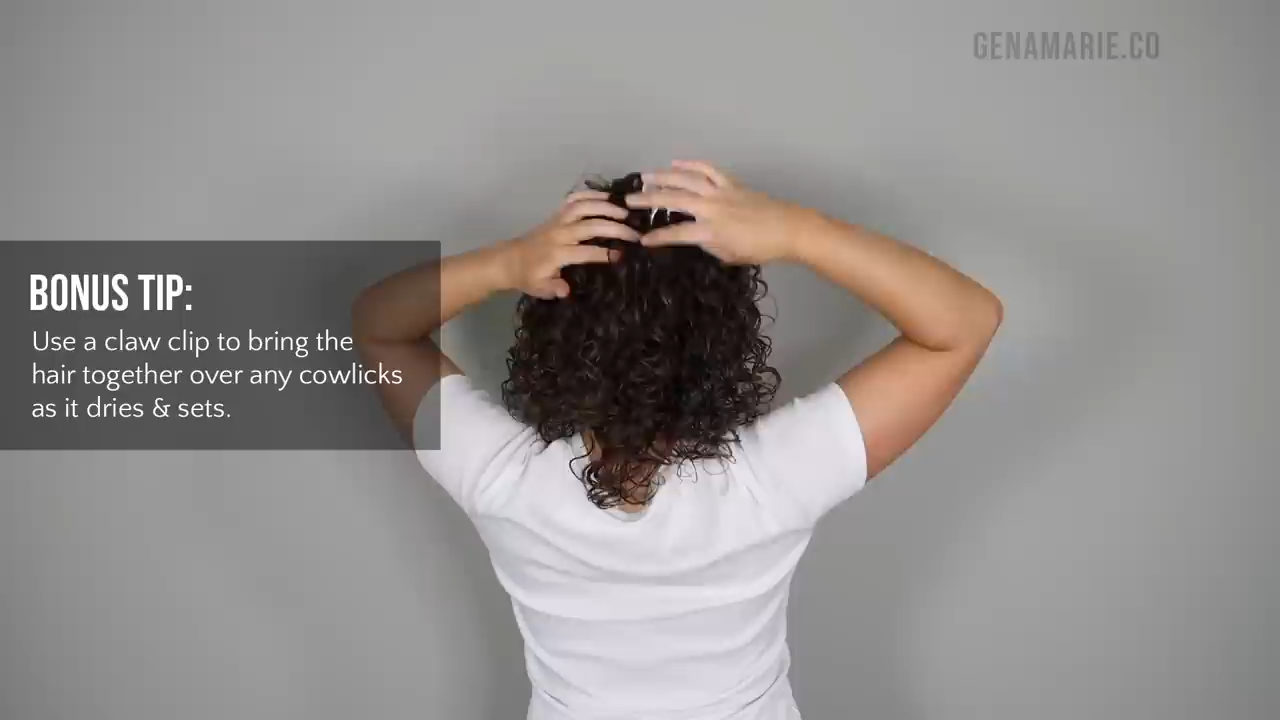 GENAMARIE.CO
BONUS TIP:
Use a claw clip to bring the
hair together over any cowlicks
as it dries & sets.